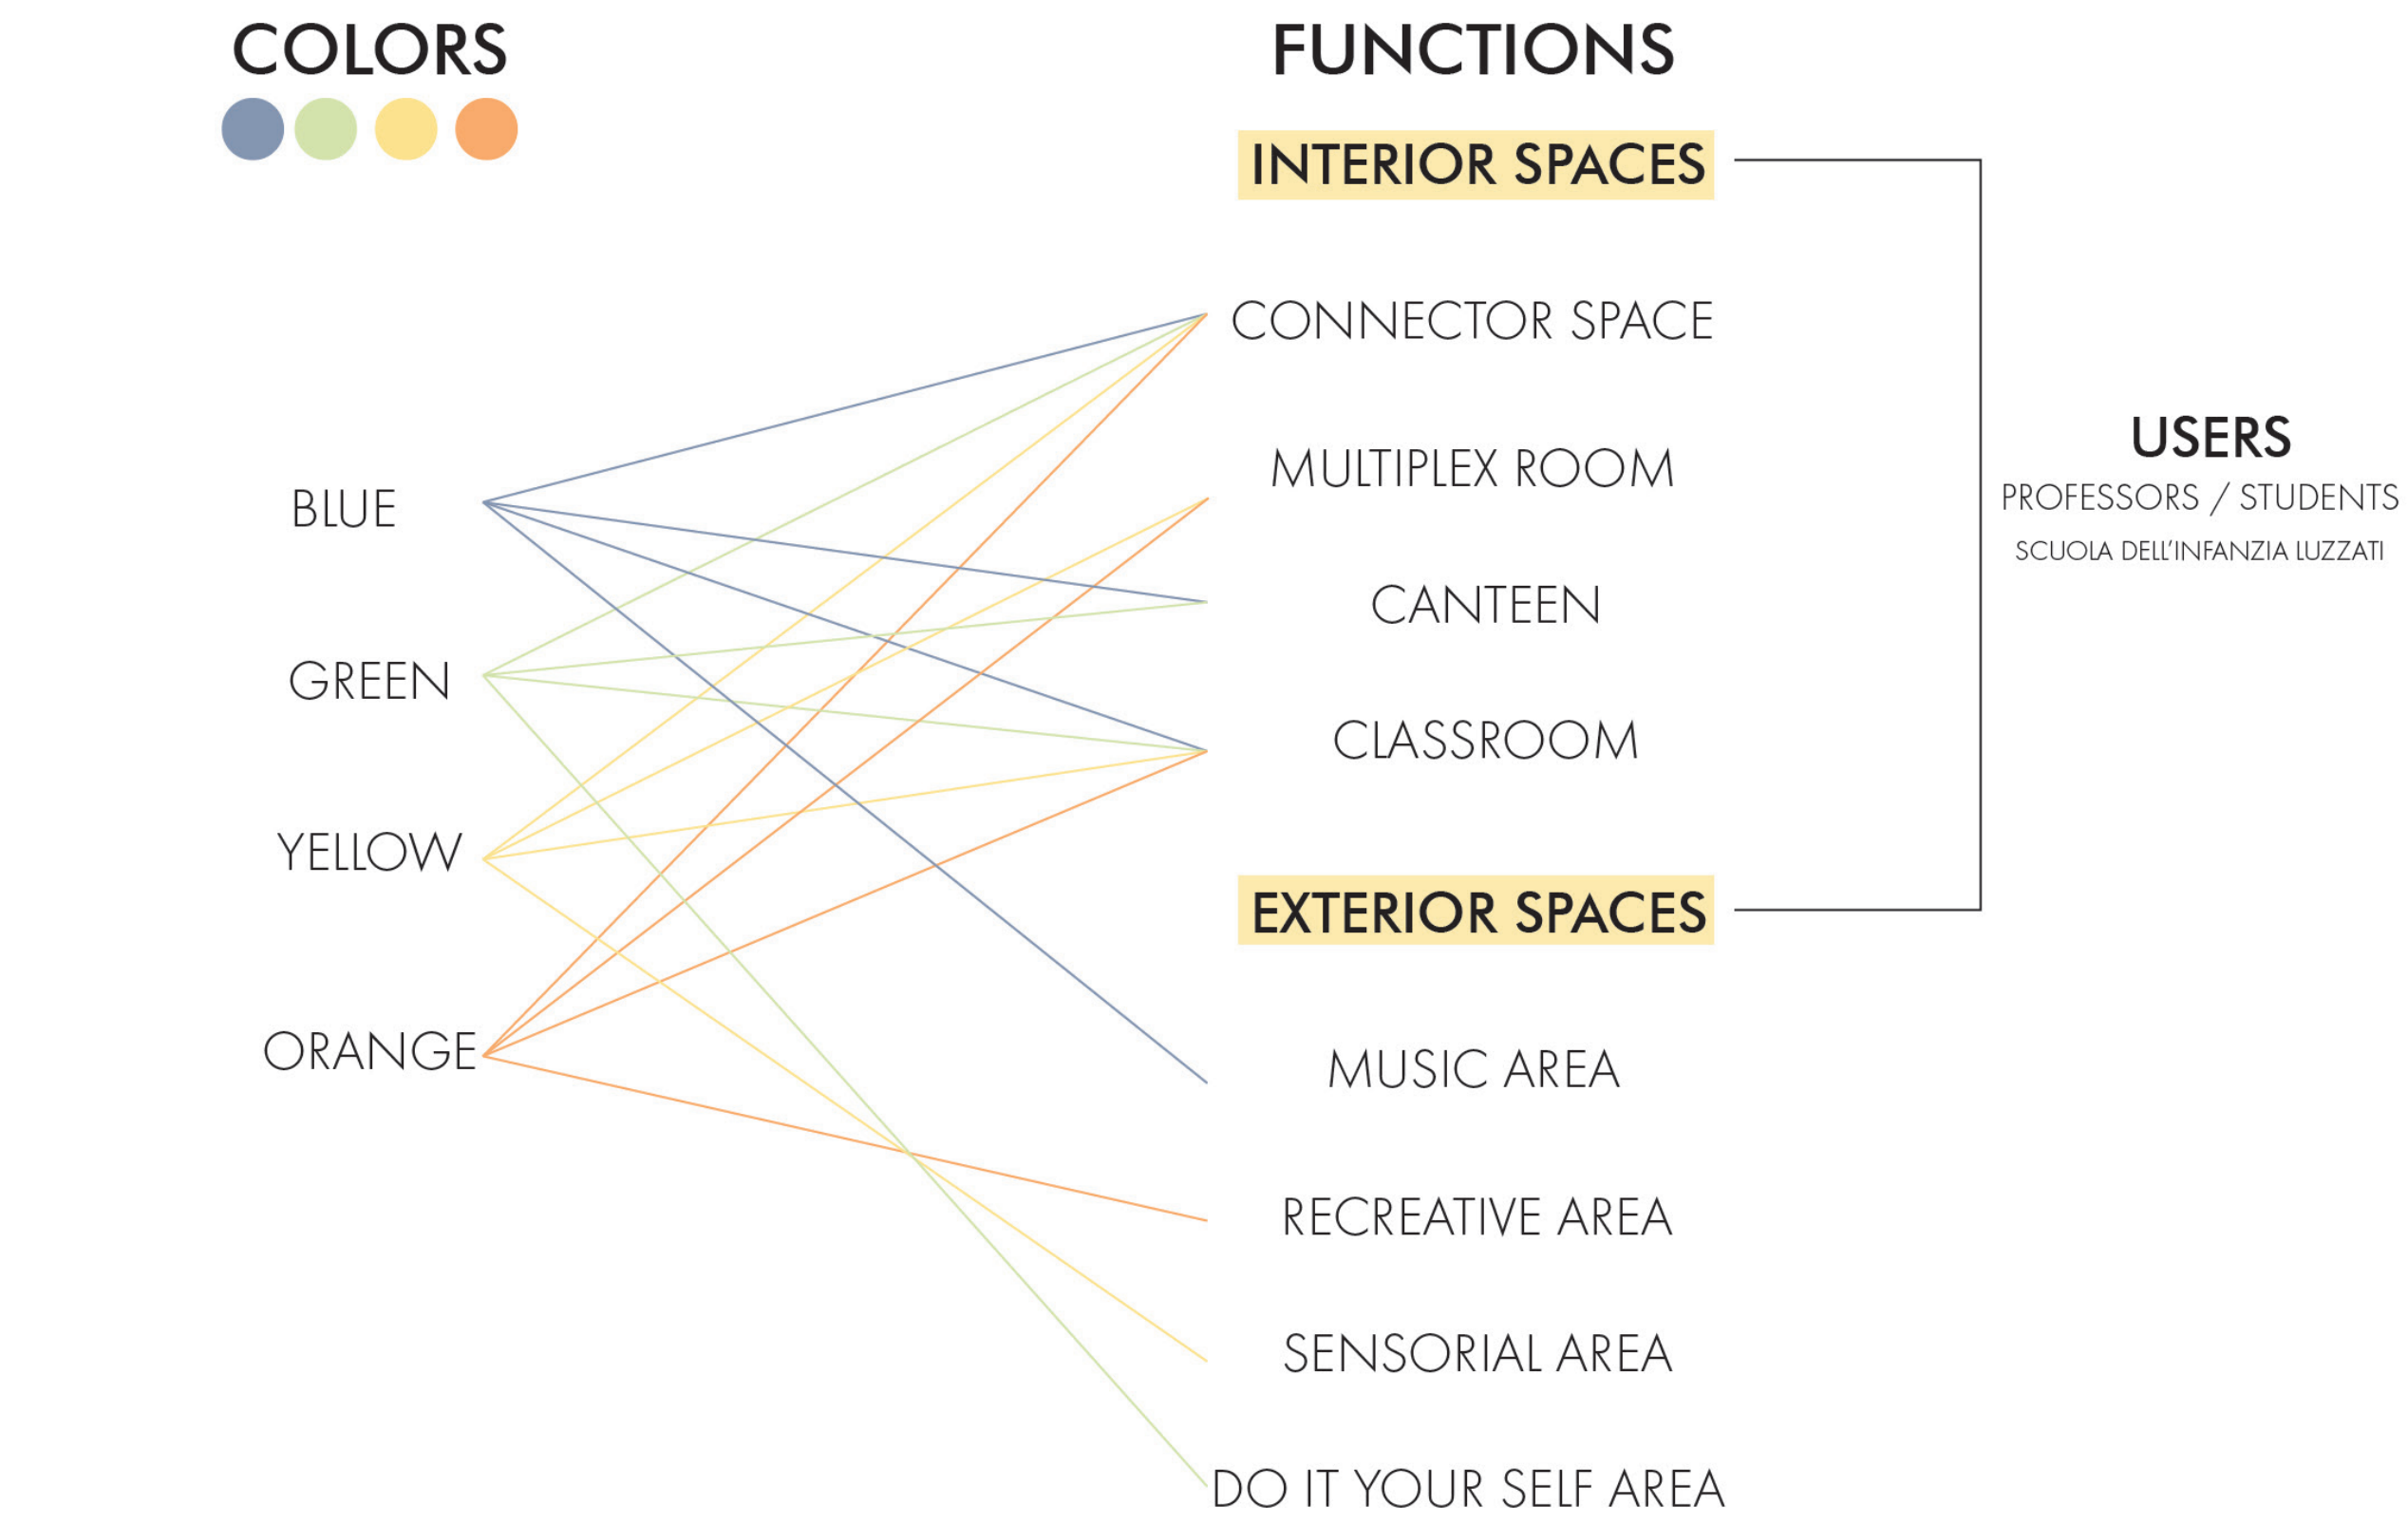 COLORS
BLUE
GREEN
YELLOW
ORANGE
FUNCTIONS
INTERIOR SPACES
CONNECTOR SPACE
MULTIPLEX ROOM
CANTEEN
CLASSROOM
EXTERIOR SPACES
MUSIC AREA
RECREATIVE AREA
SENSORIAL AREA
DO IT YOUR SELF AREA
USERS
PROFESSORS / STUDENTS
SCUOLA DELL'INFANZIA LUZZATI